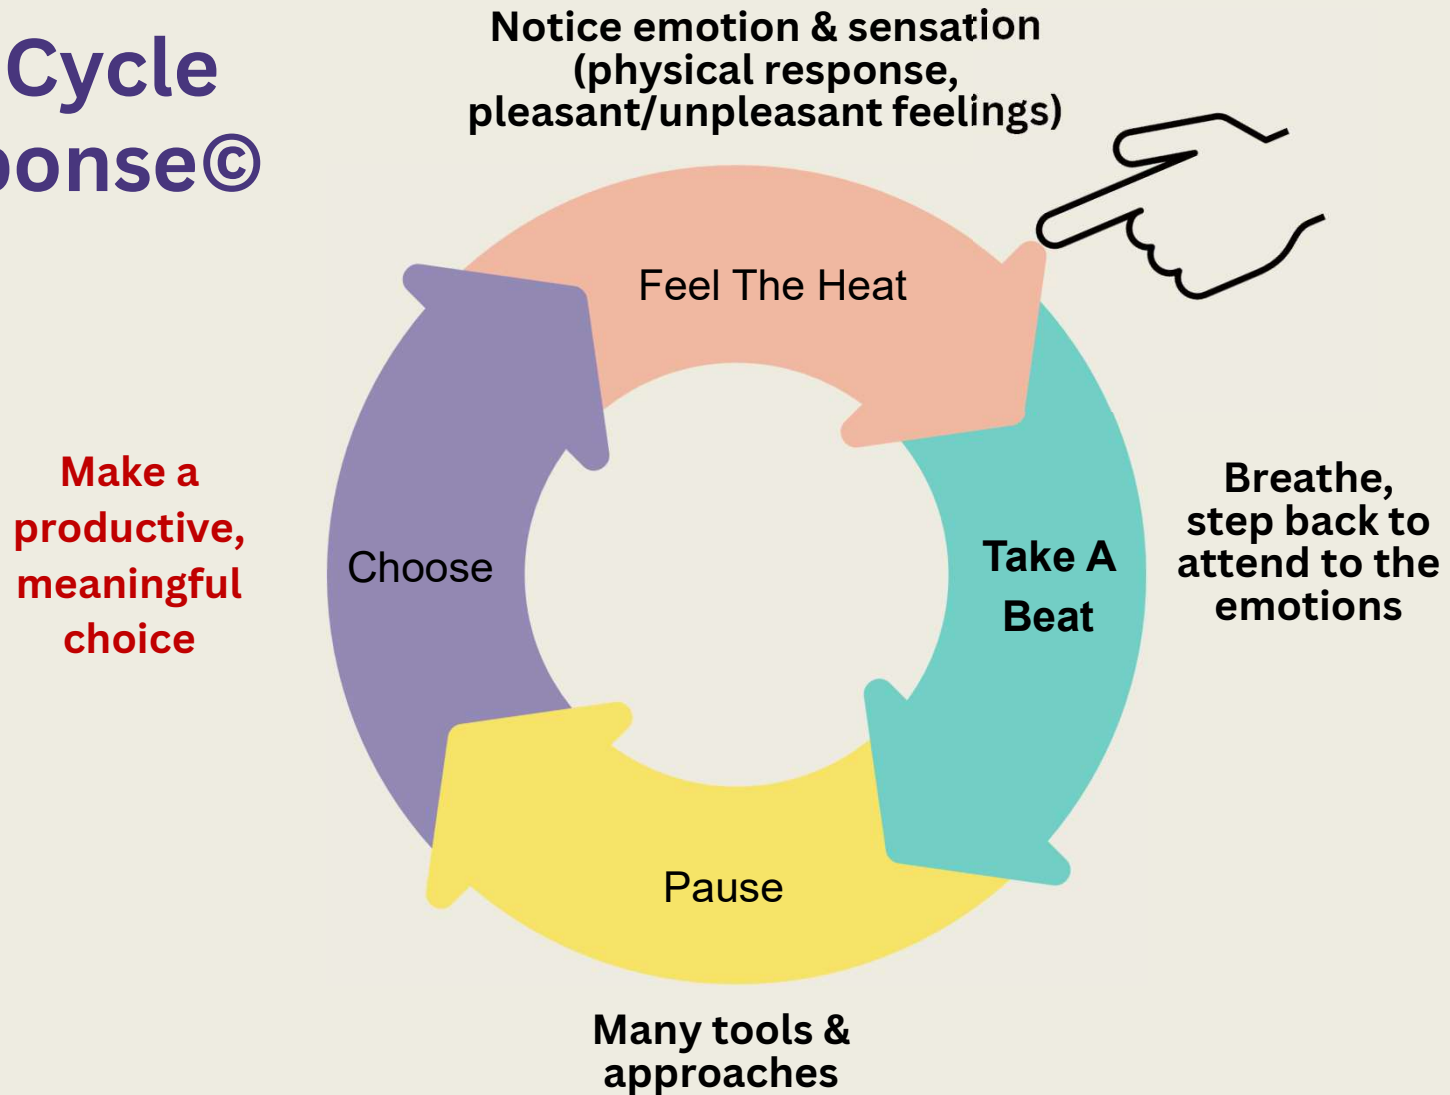 Cycle
ponse©
Notice emotion & sensation
(physical response,
pleasant/unpleasant feelings)
Feel The Heat
Take A
Beat
Breathe,
step back to
attend to the
emotions
Pause
Many tools &
approaches
Choose
Make a
productive,
meaningful
choice